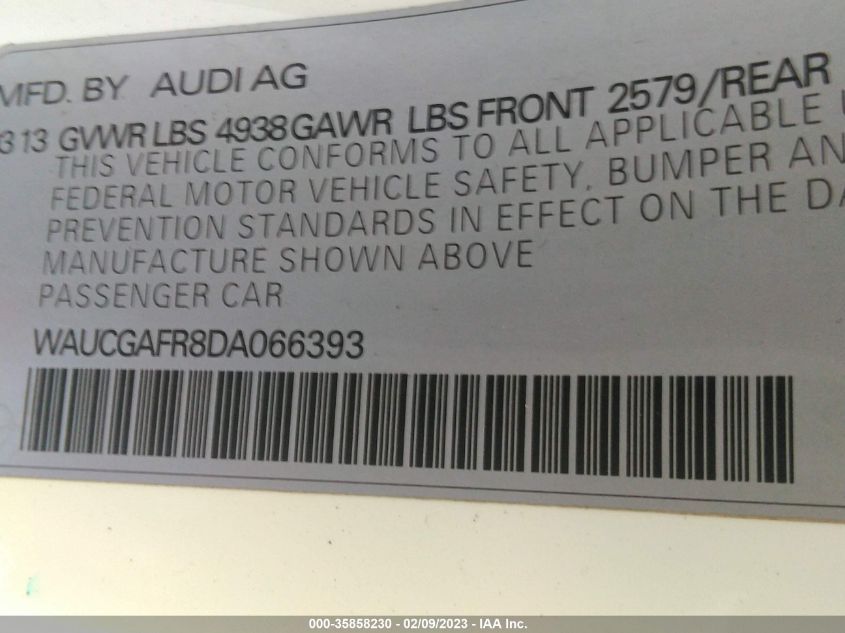 MFD. BY AUDI AG
0313 GVWR LBS 4938 GAWR LBS FRONT 2579/REAR
THIS VEHICLE CONFORMS TO ALL APPLICABLE
FEDERAL MOTOR VEHICLE SAFETY, BUMPER AN
PREVENTION STANDARDS IN EFFECT ON THE DA
MANUFACTURE SHOWN ABOVE
PASSENGER CAR
WAUCGAFR8DA066393
000-35858230 - 02/09/2023 - IAA Inc.